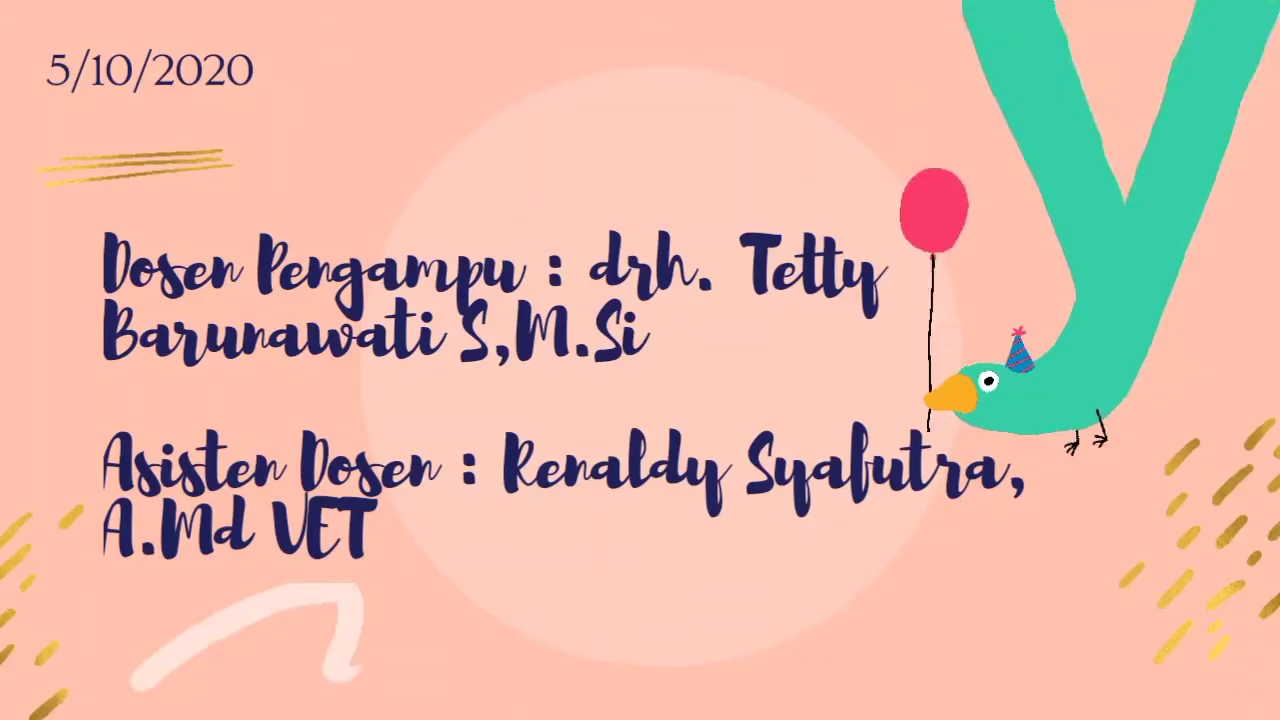 5/10/2020
Dosen Pengampu : drh. Tetty
Barunawati S,M.Si
Asisten Dosen : Renaldy Syafutra,
A.Md VET